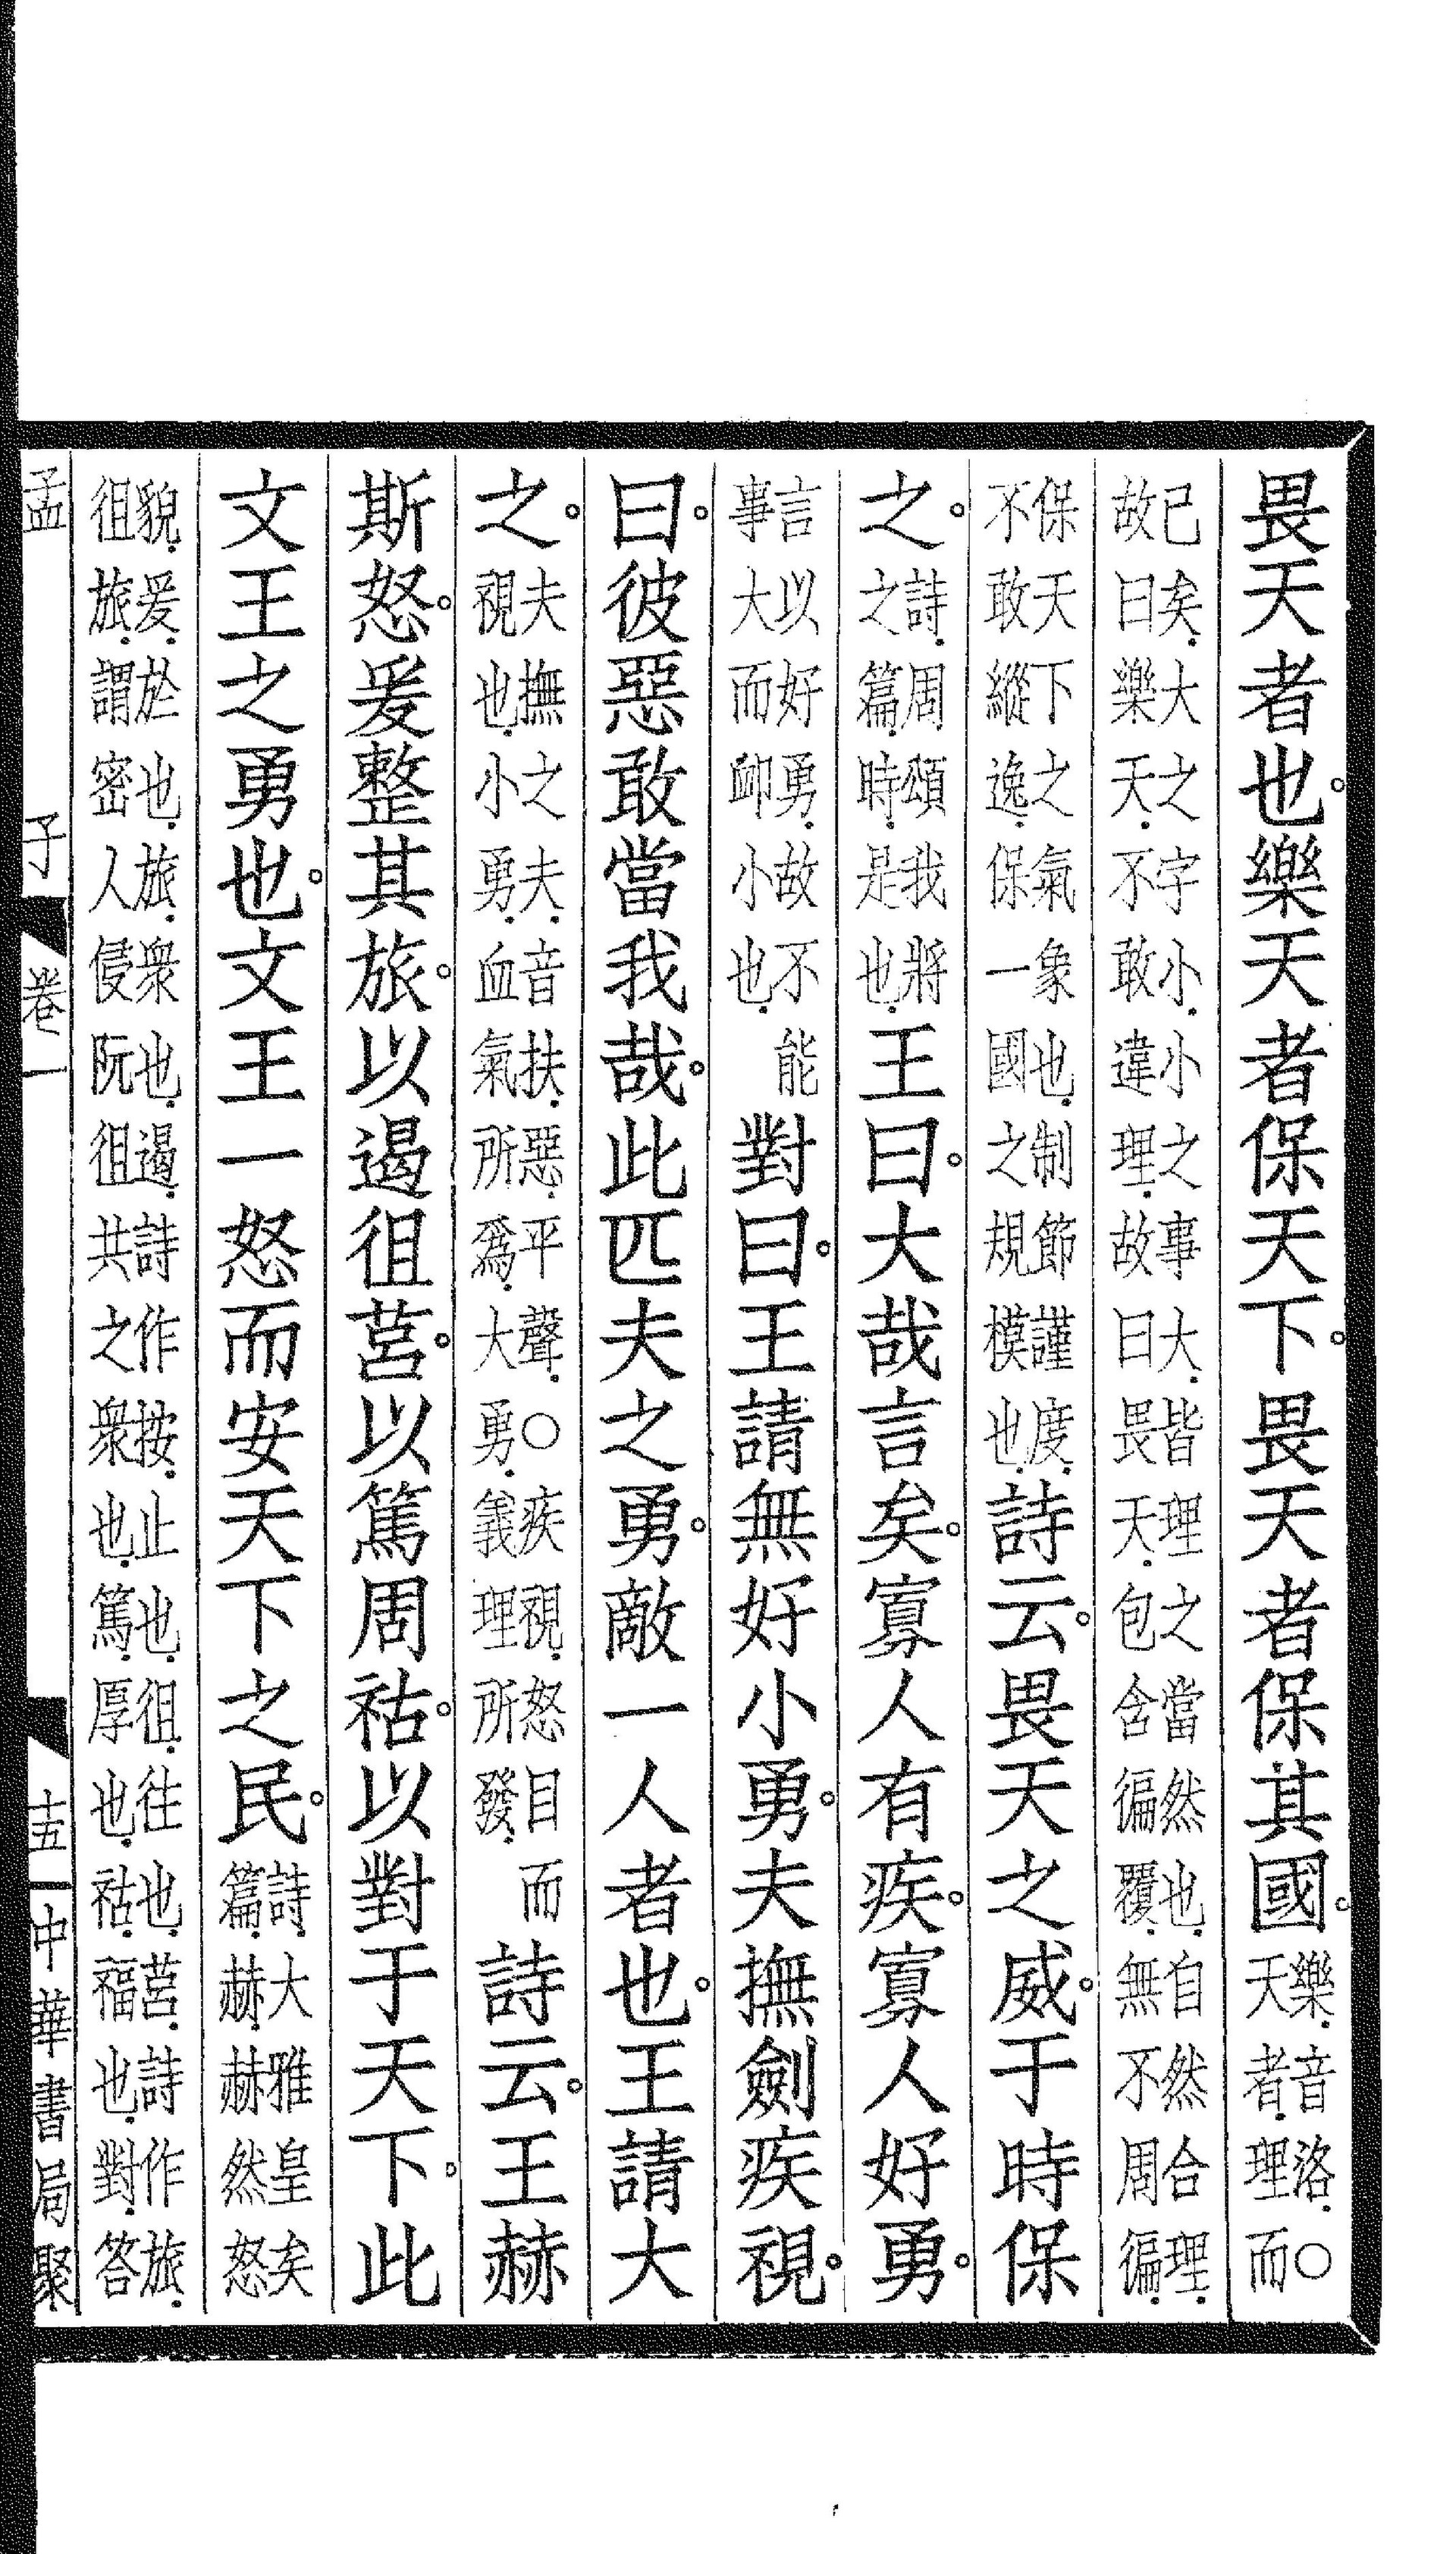 畏天者也。樂天者保天下。畏天者保其國。樂.音洛.○天者.理而
已矣.大之字小.小之事大.皆理之當然也.自然合理.故曰樂天.不敢違理.故曰畏天.包含徧覆.無不周徧.
保天下之氣象也.制節謹度.不敢縱逸.保一國之規模也.詩云。畏天之威。于時保
之。詩.周頌我將之篇.時.是也.王曰。大哉言矣。寡人有疾。寡人好勇。
言以好勇.故不能事大而卹小也.對曰。王請無好小勇。夫撫劍疾視。
曰。彼惡敢當我哉。此匹夫之勇。敵一人者也。王請大
之。夫撫之夫.音扶.惡.平聲.○疾視.怒目而視也.小勇.血氣所爲.大勇.義理所發.詩云。王赫
斯怒。爰整其旅。以遏徂莒。以篤周祜。以對于天下。此
文王之勇也。文王一怒而安天下之民。詩.大雅皇矣篇.赫.赫然怒
貌.爰.於也.旅.衆也.遏.詩作按.止也.徂.往也.莒.詩作旅.徂旅.謂密人侵阮徂共之衆也.篤.厚也.祜.福也.對.答
孟子 卷一 十五 中華書局聚